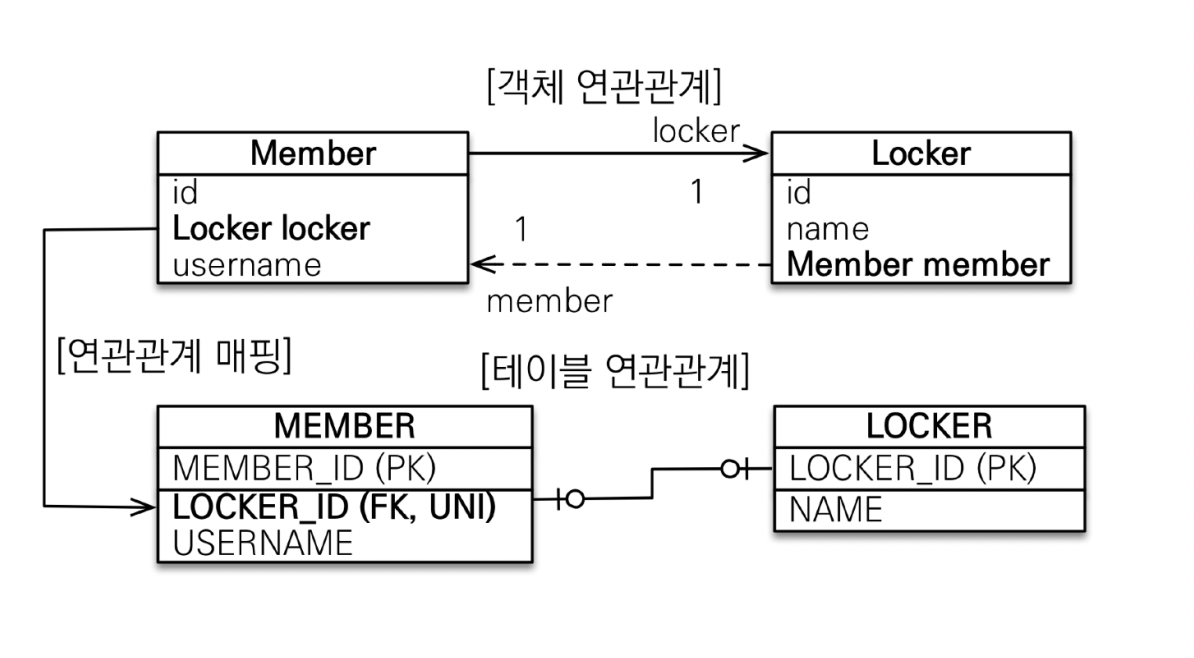 [객체 연관관계]
locker
Member
id
Locker locker
username
1
1
member
Locker
id
name
Member member
[연관관계 매핑]
[테이블 연관관계]
MEMBER
MEMBER_ID (PK)
LOCKER_ID (FK, UNI)
USERNAME
LOCKER
LOCKER_ID (PK)
NAME